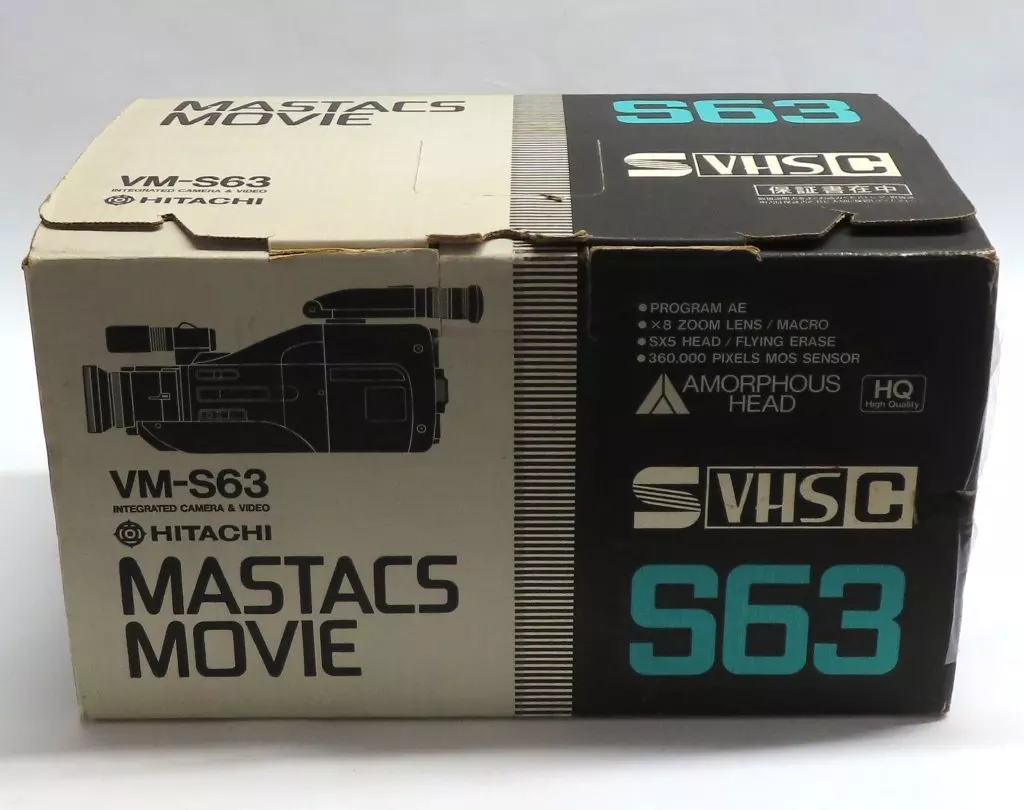 MASTACS
MOVIE
VM-S63
INTEGRATED CAMERA & VIDEO
HITACHI
S63
S VHS C
保証書在中
VM-S63
INTEGRATED CAMERA & VIDEO
HITACHI
MASTACS
MOVIE
●PROGRAM AE
●×8 ZOOM LENS / MACRO
●SX5 HEAD / FLYING ERASE
●360,000 PIXELS MOS SENSOR
AMORPHOUS
HEAD
HQ
High Quality
S VHS C
S63